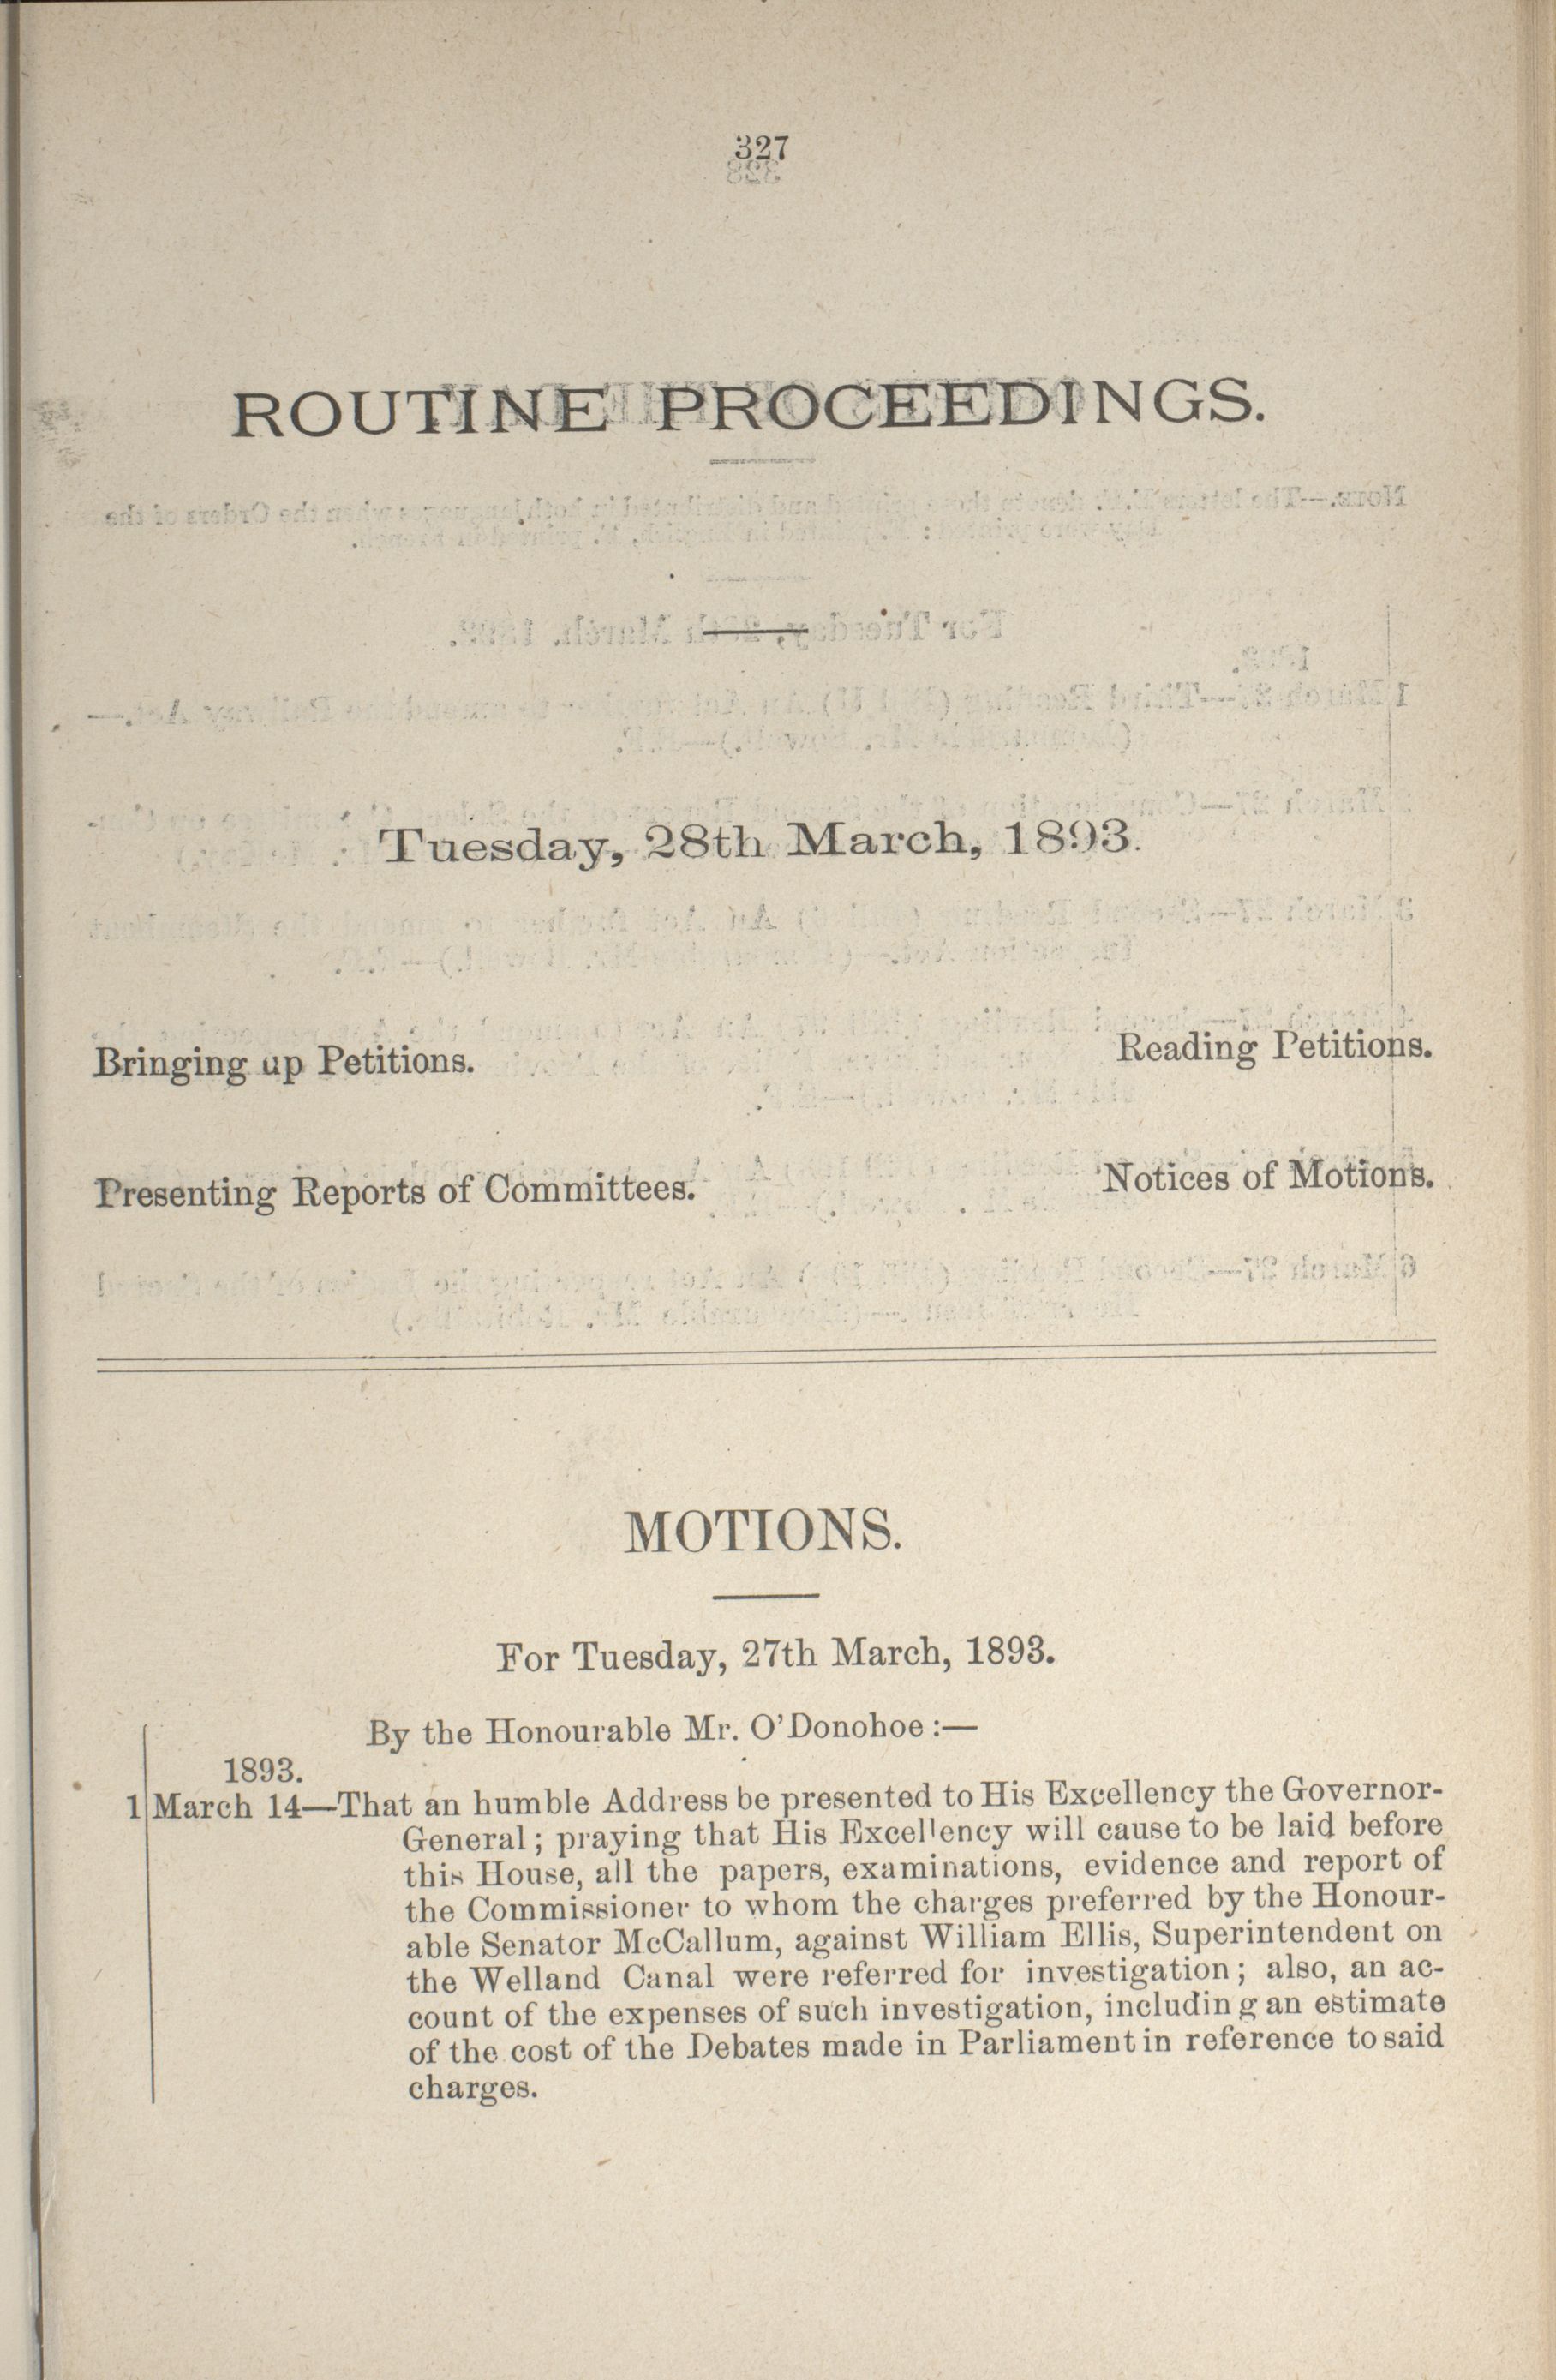 327
ROUTINE PROCEEDINGS.
Tuesday, 28th March, 1893.
Bringing up Petitions.
Reading Petitions.
Presenting Reports of Committees.
Notices of Motions.
MOTIONS.
For Tuesday, 27th March, 1893.
By the Honourable Mr. O'Donohoe :—
1893.
1 March 14—That an humble Address be presented to His Excellency the Governor-
General ; praying that His Excellency will cause to be laid before
this House, all the papers, examinations, evidence and report of
the Commissioner to whom the charges preferred by the Honour-
able Senator McCallum, against William Ellis, Superintendent on
the Welland Canal were referred for investigation ; also, an ac-
count of the expenses of such investigation, including an estimate
of the cost of the Debates made in Parliament in reference to said
charges.